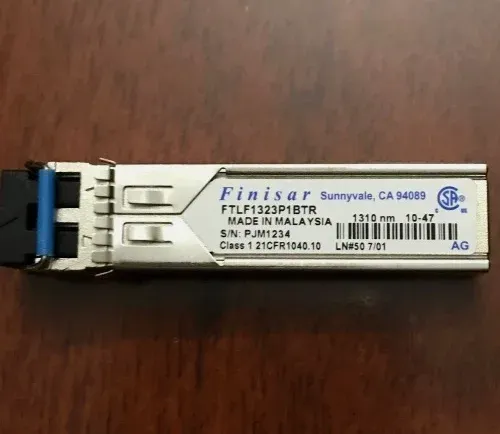 Finisar Sunnyvale, CA 94089
FTLF1323P1BTR
MADE IN MALAYSIA 1310 nm 10-47
S/N: PJM1234
Class 1 21CFR1040.10 LN#50 7/01 AG